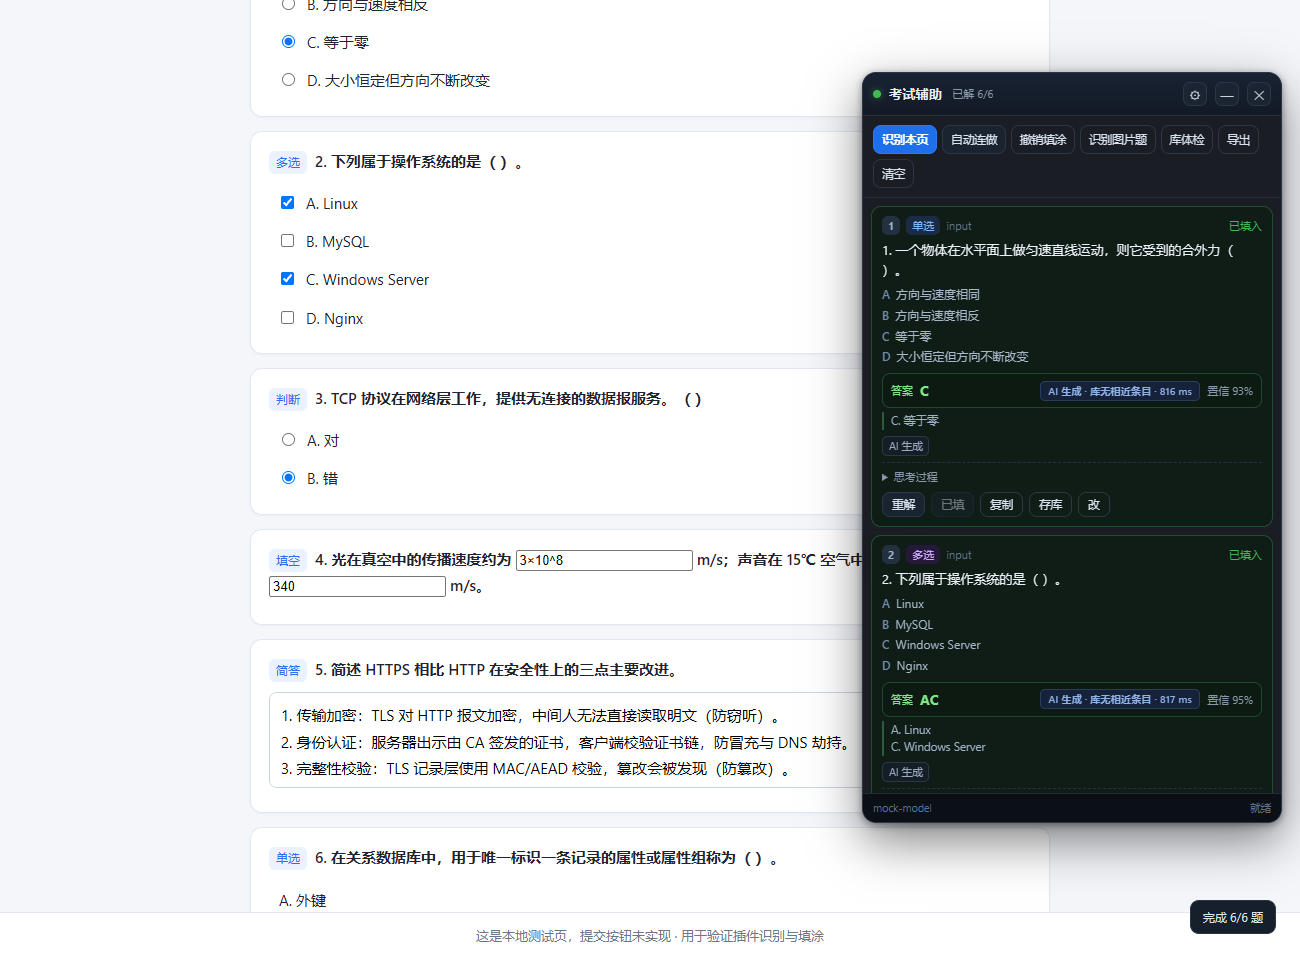 B. 方向与速度相反
C. 等于零
D. 大小恒定但方向不断改变
多选 2. 下列属于操作系统的是（ ）。
A. Linux
B. MySQL
C. Windows Server
D. Nginx
判断 3. TCP 协议在网络层工作，提供无连接的数据报服务。（ ）
A. 对
B. 错
填空 4. 光在真空中的传播速度约为 3×10^8 m/s；声音在 15℃ 空气中
340 m/s。
简答 5. 简述 HTTPS 相比 HTTP 在安全性上的三点主要改进。
1. 传输加密：TLS 对 HTTP 报文加密，中间人无法直接读取明文（防窃听）。
2. 身份认证：服务器出示由 CA 签发的证书，客户端校验证书链，防冒充与 DNS 劫持。
3. 完整性校验：TLS 记录层使用 MAC/AEAD 校验，篡改会被发现（防篡改）。
单选 6. 在关系数据库中，用于唯一标识一条记录的属性或属性组称为（ ）。
A. 外键
这是本地测试页，提交按钮未实现 · 用于验证插件识别与填涂
考试辅助 已解 6/6
识别本页 自动连做 撤销填涂 识别图片题 库体检 导出
清空
1 单选 input 已填入
1. 一个物体在水平面上做匀速直线运动，则它受到的合外力（
）。
A 方向与速度相同
B 方向与速度相反
C 等于零
D 大小恒定但方向不断改变
答案 C AI 生成 · 库无相近条目 · 816 ms 置信 93%
C. 等于零
AI 生成
思考过程
重解 已填 复制 存库 改
2 多选 input 已填入
2. 下列属于操作系统的是（ ）。
A Linux
B MySQL
C Windows Server
D Nginx
答案 AC AI 生成 · 库无相近条目 · 817 ms 置信 95%
A. Linux
C. Windows Server
AI 生成
mock-model 就绪
完成 6/6 题